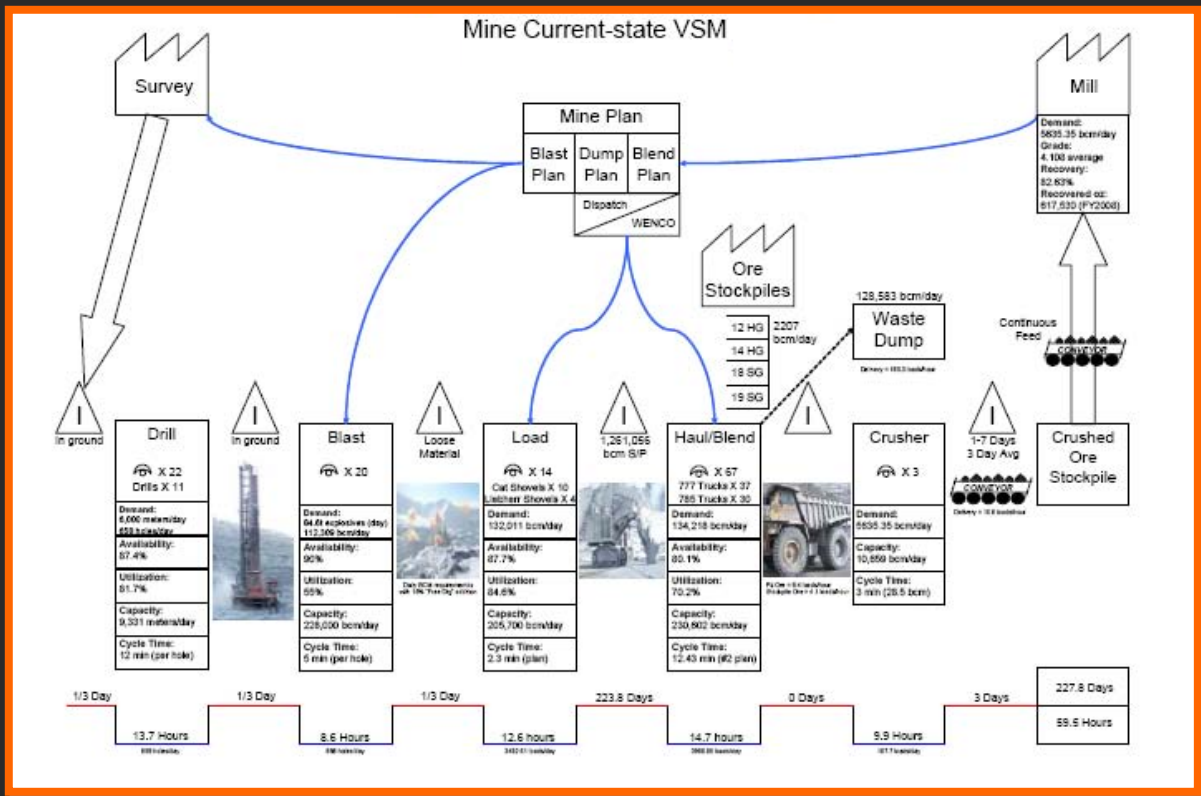 Mine Current-state VSM
Survey
Mine Plan
Blast Plan
Dump Plan
Blend Plan
Dispatch
WENCO
Mill
Demand:
5635.35 bcm/day
Grade:
4.108 average
Recovery:
82.63%
Recovered oz:
617,530 (FY2008)
Ore
Stockpiles
12 HG
14 HG
18 SG
19 SG
2207
bcm/day
128,583 bcm/day
Waste
Dump
Continuous
Feed
CONVEYOR
I
In ground
Drill
X 22
Drills X 11
Demand:
6,000 meters/day
Availability:
87.4%
Utilization:
81.7%
Capacity:
9,331 meters/day
Cycle Time:
12 min (per hole)
I
In ground
Blast
X 20
Demand:
112,309 bcm/day
Availability:
90%
Utilization:
55%
Capacity:
228,000 bcm/day
Cycle Time:
5 min (per hole)
I
Loose
Material
Load
X 14
Cat Shovels X 10
Liebherr Shovels X 4
Demand:
132,011 bcm/day
Availability:
87.7%
Utilization:
84.6%
Capacity:
205,700 bcm/day
Cycle Time:
2.3 min (plan)
I
1,261,056
bcm S/P
Haul/Blend
X 67
777 Trucks X 37
785 Trucks X 30
Demand:
134,218 bcm/day
Availability:
80.1%
Utilization:
70.2%
Capacity:
230,602 bcm/day
Cycle Time:
12.43 min (#2 plan)
I
Crusher
X 3
Demand:
5635.35 bcm/day
Capacity:
10,659 bcm/day
Cycle Time:
3 min (28.5 bcm)
I
1-7 Days
3 Day Avg
CONVEYOR
Crushed
Ore
Stockpile
1/3 Day
13.7 Hours
1/3 Day
8.6 Hours
1/3 Day
12.6 hours
223.8 Days
14.7 hours
0 Days
9.9 Hours
3 Days
227.8 Days
59.5 Hours